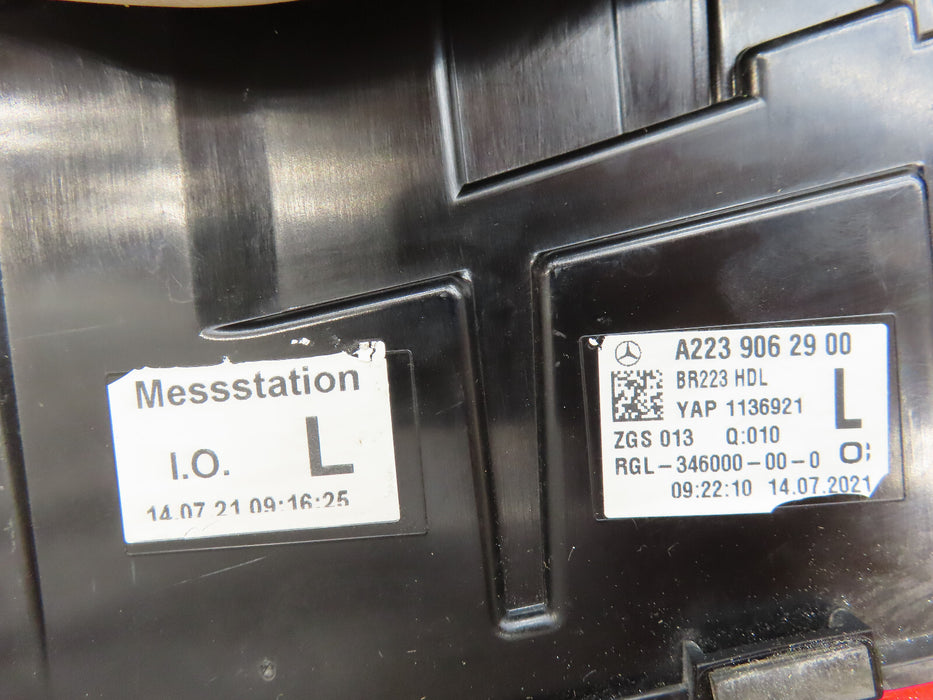 Messstation
I.O. L
14.07.21 09:16:25
A223 906 29 00
BR223 HDL
YAP 1136921
L
ZGS 013 Q:010
RGL-346000-00-0
09:22:10 14.07.2021